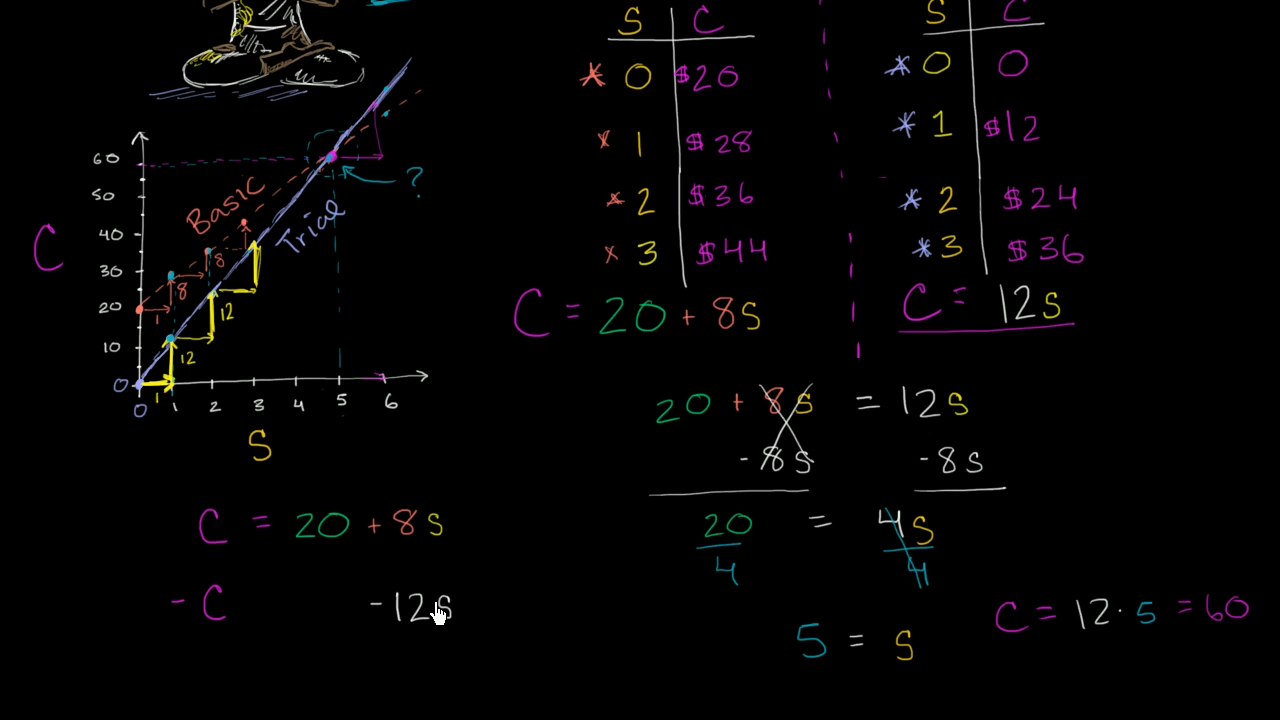 S C
* 0 $20
* 1 $28
* 2 $36
* 3 $44
C = 20 + 8s
S C
* 0 0
* 1 $12
* 2 $24
* 3 $36
C = 12s
60
50
40
30
20
10
0
C
Basic
Trial
?
8
1
8
12
12
1
0 1 2 3 4 5 6
S
20 + 8s = 12s
- 8s - 8s
20 = 4s
4 4
5 = s
C = 12 · 5 = 60
C = 20 + 8s
- C - 12s